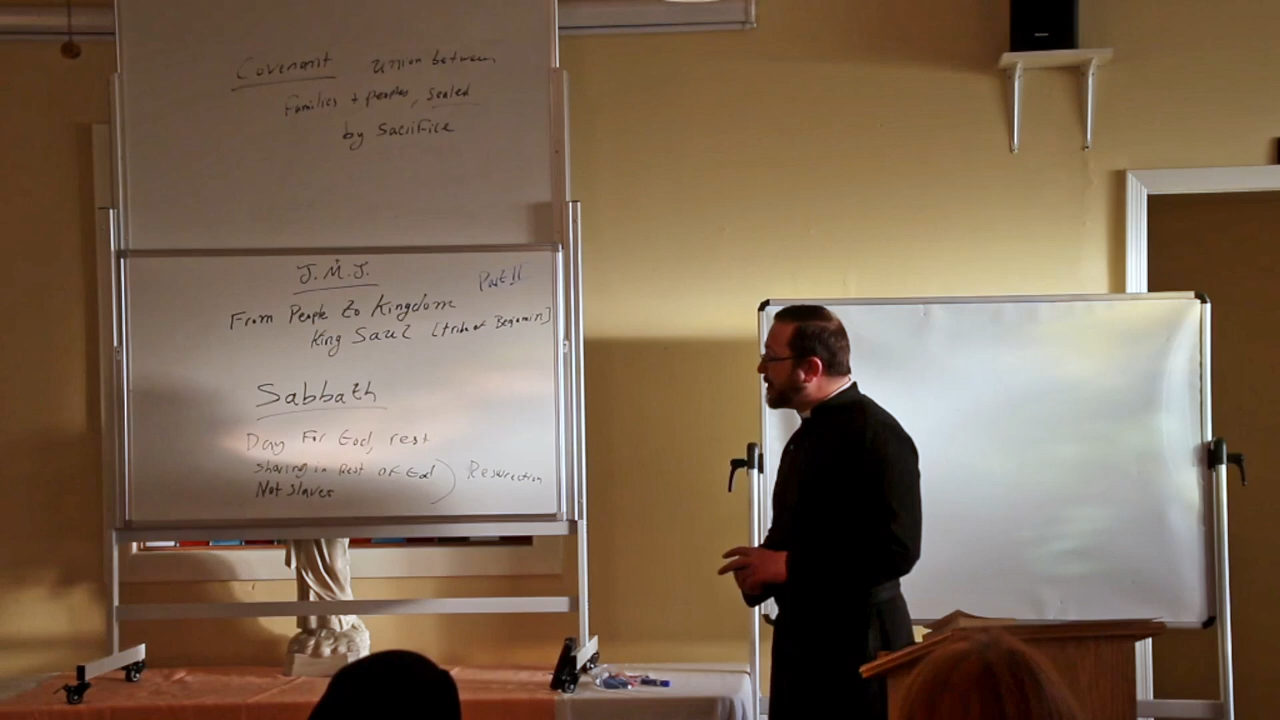 Covenant union between
Families + peoples, sealed
by sacrifice
J.M.J.
Part II
From People to Kingdom
King Saul [tribe of Benjamin]
Sabbath
Day For God, rest
sharing in Rest of God
Resurrection
Not slaves